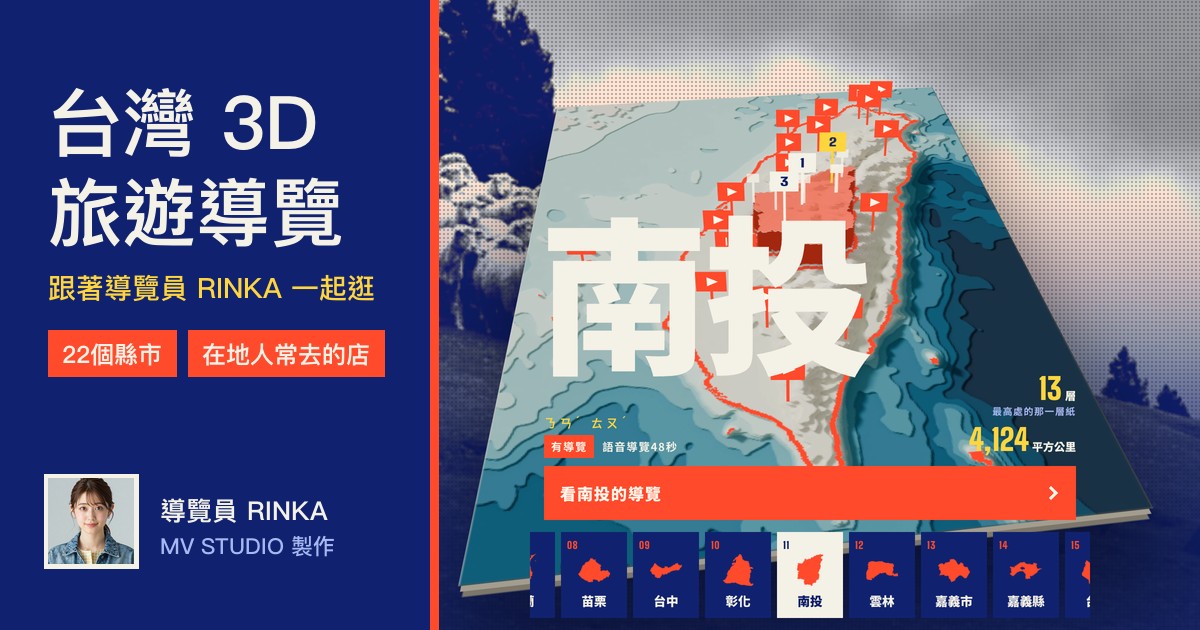 台灣 3D
旅遊導覽
跟著導覽員 RINKA 一起逛
22個縣市
在地人常去的店
導覽員 RINKA
MV STUDIO 製作
2
1
3
南投
ㄋㄢˊ ㄊㄡˊ
有導覽
語音導覽48秒
13 層
最高處的那一層紙
4,124 平方公里
看南投的導覽
08
苗栗
09
台中
10
彰化
11
南投
12
雲林
13
嘉義市
14
嘉義縣
15